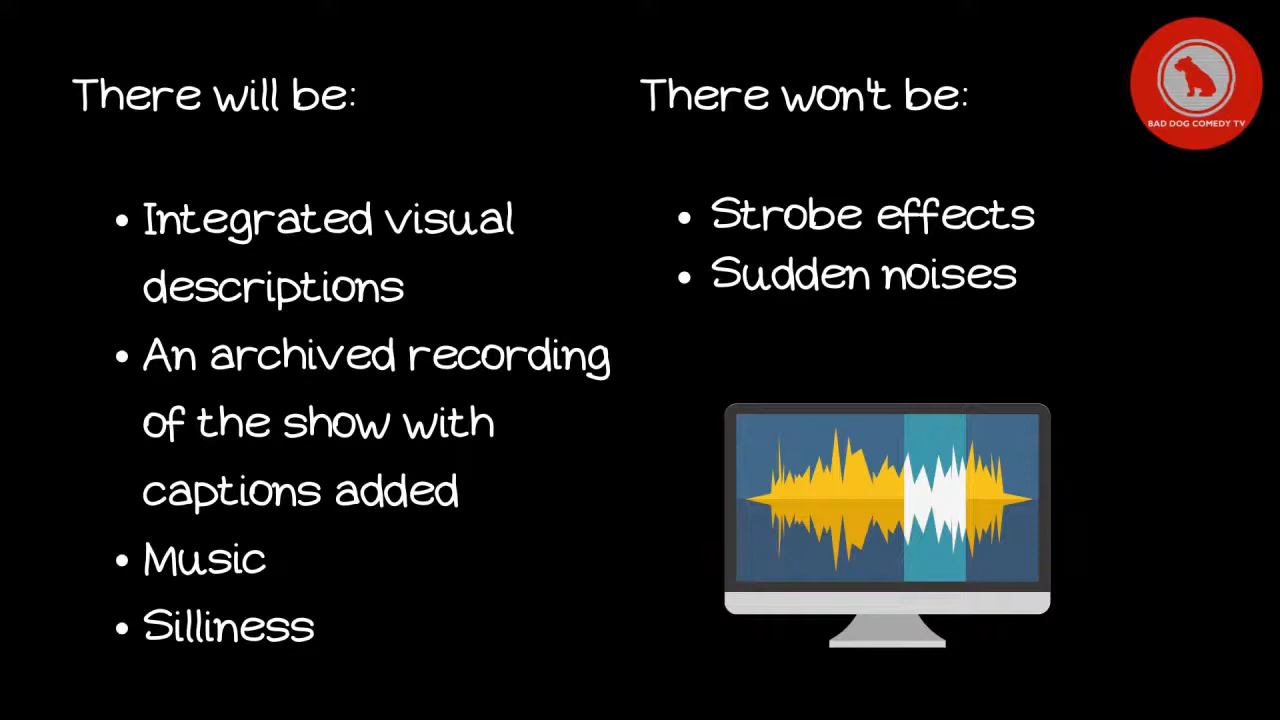 There will be:
• Integrated visual
descriptions
• An archived recording
of the show with
captions added
• Music
• Silliness
There won't be:
• Strobe effects
• Sudden noises
BAD DOG COMEDY TV